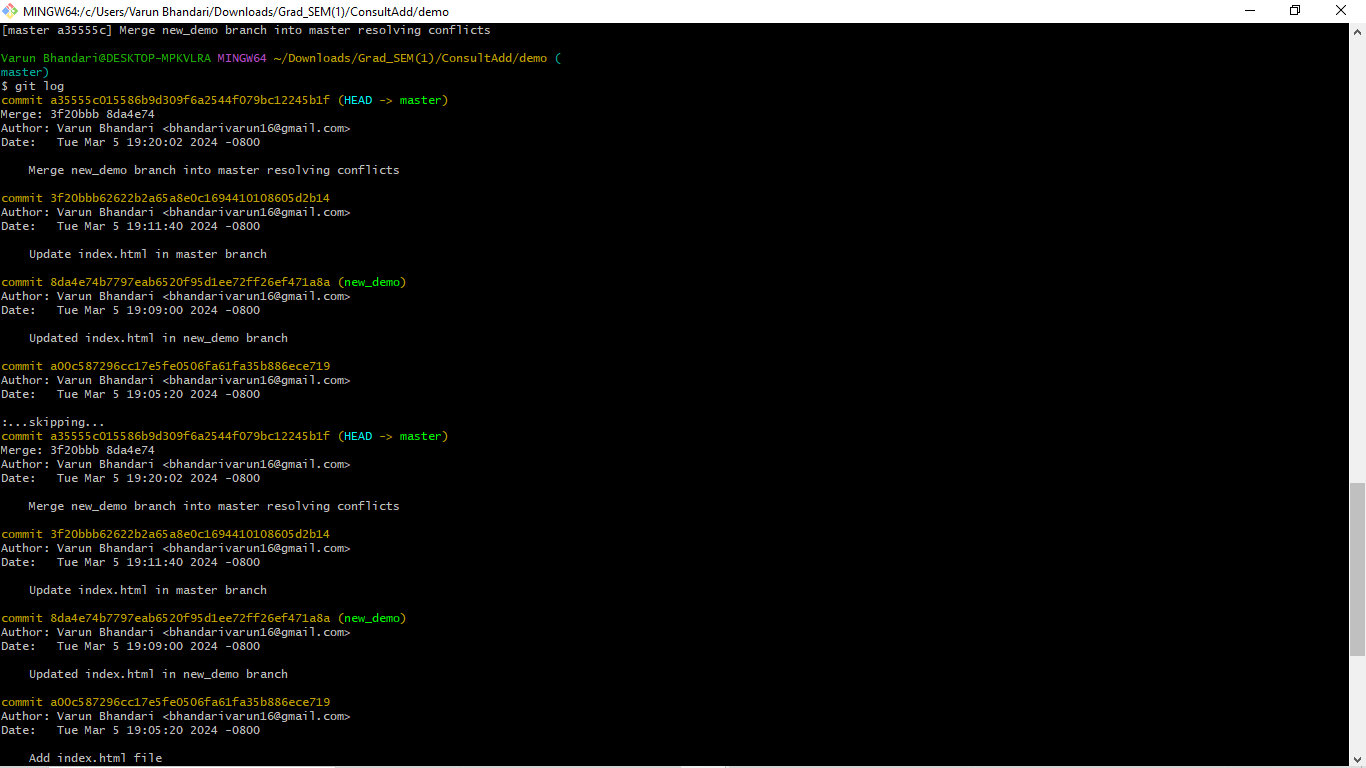 MINGW64:/c/Users/Varun Bhandari/Downloads/Grad_SEM(1)/ConsultAdd/demo
[master a35555c] Merge new_demo branch into master resolving conflicts
Varun Bhandari@DESKTOP-MPKVLRA MINGW64 ~/Downloads/Grad_SEM(1)/ConsultAdd/demo (
master)
$ git log
commit a35555c015586b9d309f6a2544f079bc12245b1f (HEAD -> master)
Merge: 3f20bbb 8da4e74
Author: Varun Bhandari <bhandarivarun16@gmail.com>
Date:   Tue Mar 5 19:20:02 2024 -0800
    Merge new_demo branch into master resolving conflicts
commit 3f20bbb62622b2a65a8e0c1694410108605d2b14
Author: Varun Bhandari <bhandarivarun16@gmail.com>
Date:   Tue Mar 5 19:11:40 2024 -0800
    Update index.html in master branch
commit 8da4e74b7797eab6520f95d1ee72ff26ef471a8a (new_demo)
Author: Varun Bhandari <bhandarivarun16@gmail.com>
Date:   Tue Mar 5 19:09:00 2024 -0800
    Updated index.html in new_demo branch
commit a00c587296cc17e5fe0506fa61fa35b886ece719
Author: Varun Bhandari <bhandarivarun16@gmail.com>
Date:   Tue Mar 5 19:05:20 2024 -0800
:...skipping...
commit a35555c015586b9d309f6a2544f079bc12245b1f (HEAD -> master)
Merge: 3f20bbb 8da4e74
Author: Varun Bhandari <bhandarivarun16@gmail.com>
Date:   Tue Mar 5 19:20:02 2024 -0800
    Merge new_demo branch into master resolving conflicts
commit 3f20bbb62622b2a65a8e0c1694410108605d2b14
Author: Varun Bhandari <bhandarivarun16@gmail.com>
Date:   Tue Mar 5 19:11:40 2024 -0800
    Update index.html in master branch
commit 8da4e74b7797eab6520f95d1ee72ff26ef471a8a (new_demo)
Author: Varun Bhandari <bhandarivarun16@gmail.com>
Date:   Tue Mar 5 19:09:00 2024 -0800
    Updated index.html in new_demo branch
commit a00c587296cc17e5fe0506fa61fa35b886ece719
Author: Varun Bhandari <bhandarivarun16@gmail.com>
Date:   Tue Mar 5 19:05:20 2024 -0800
    Add index.html file